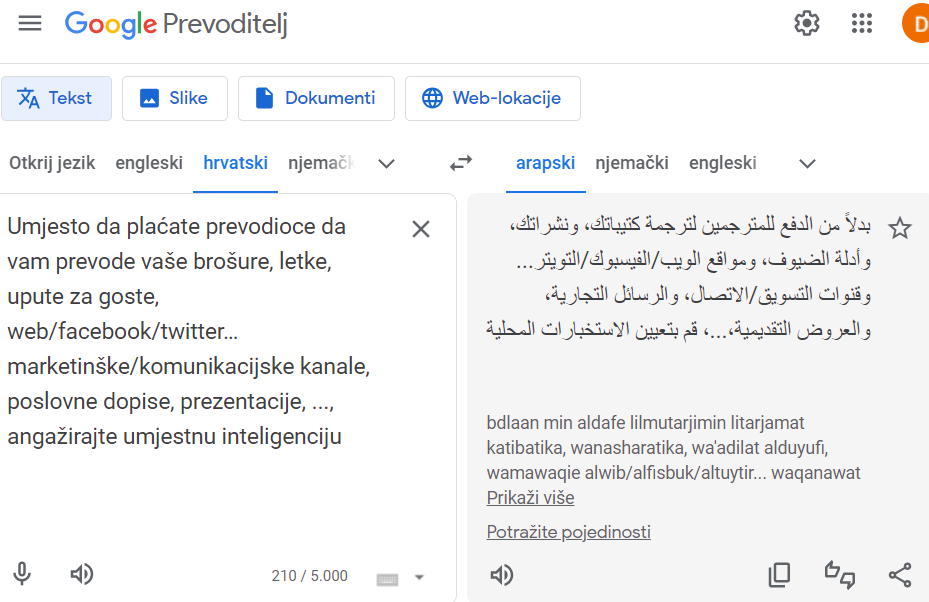 Google Prevoditelj
D
Tekst
Slike
Dokumenti
Web-lokacije
Otkrij jezik
engleski
hrvatski
njemačk
arapski
njemački
engleski
Umjesto da plaćate prevodioce da
vam prevode vaše brošure, letke,
upute za goste,
web/facebook/twitter…
marketinške/komunikacijske kanale,
poslovne dopise, prezentacije, ...,
angažirajte umjestnu inteligenciju
210 / 5.000
بدلاً من الدفع للمترجمين لترجمة كتيباتك، ونشراتك،
وأدلة الضيوف، ومواقع الويب/الفيسبوك/التويتر...
وقنوات التسويق/الاتصال، والرسائل التجارية،
والعروض التقديمية،...، قم بتعيين الاستخبارات المحلية
bdlaan min aldafe lilmutarjimin litarjamat
katibatika, wanasharatika, wa'adilat alduyufi,
wamawaqie alwib/alfisbuk/altuytir... waqanawat
Prikaži više
Potražite pojedinosti